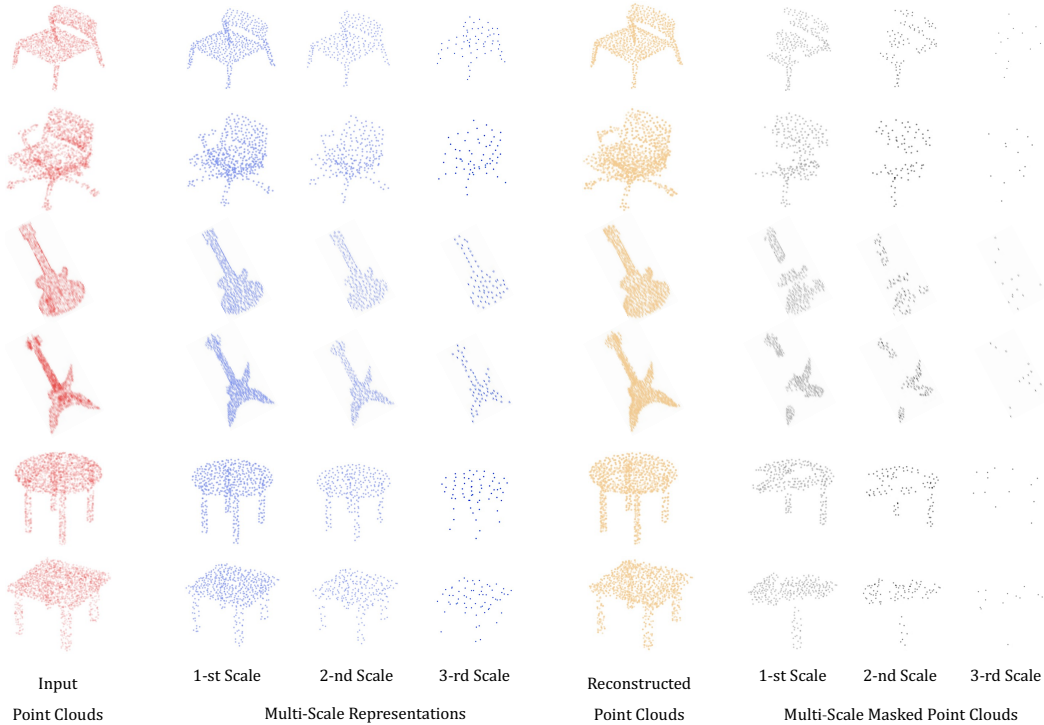 1-st Scale 2-nd Scale 3-rd Scale 1-st Scale 2-nd Scale 3-rd Scale
Input Reconstructed
Point Clouds Multi-Scale Representations Point Clouds Multi-Scale Masked Point Clouds